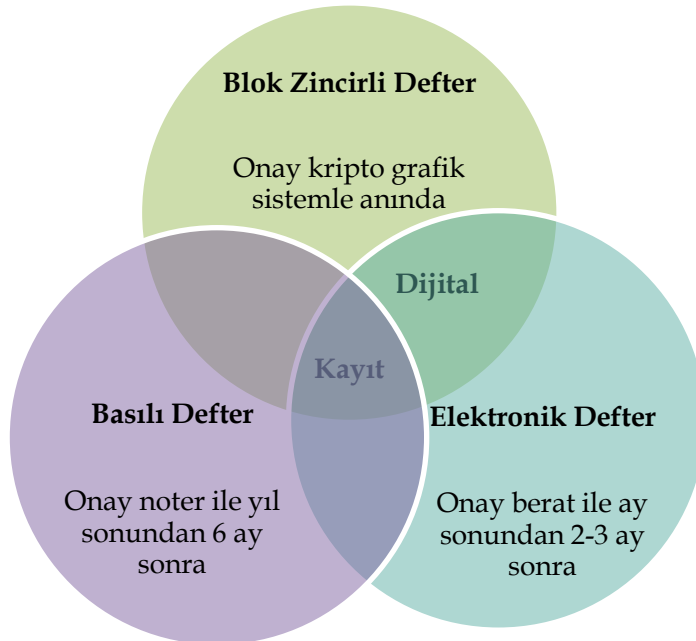 Blok Zincirli Defter
Onay kripto grafik
sistemle anında
Dijital
Kayıt
Basılı Defter
Elektronik Defter
Onay noter ile yıl
sonundan 6 ay
sonra
Onay berat ile ay
sonundan 2-3 ay
sonra